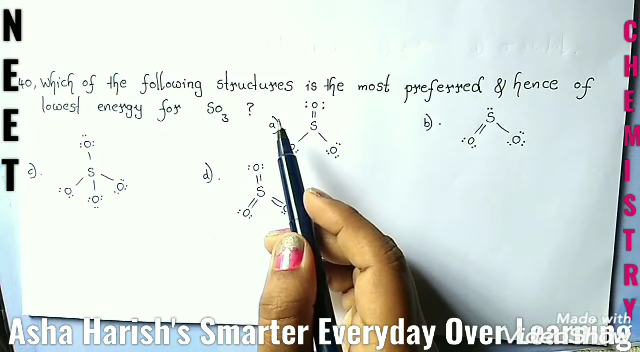 NEET
CHEMISTRY
40, Which of the following structures is the most preferred & hence of
lowest energy for SO3 ?
a)
:O:
S
:O:
b).
S
:O:
:O:
c).
:O:
S
:O:
:O:
:O:
d).
:O:
S
:O:
Made with
VideoShow
Asha Harish's Smarter Everyday Over Learning